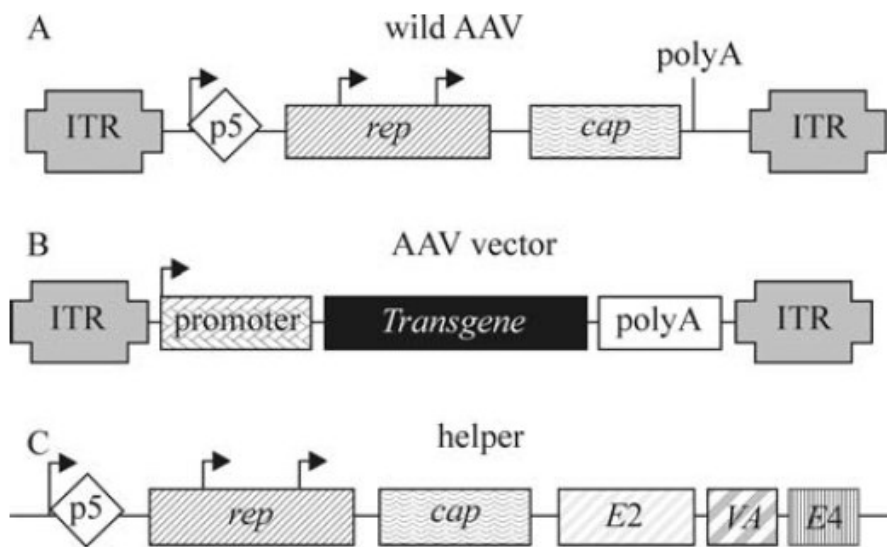 A wild AAV
polyA
ITR p5 rep cap ITR
B AAV vector
ITR promoter Transgene polyA ITR
C helper
p5 rep cap E2 VA E4